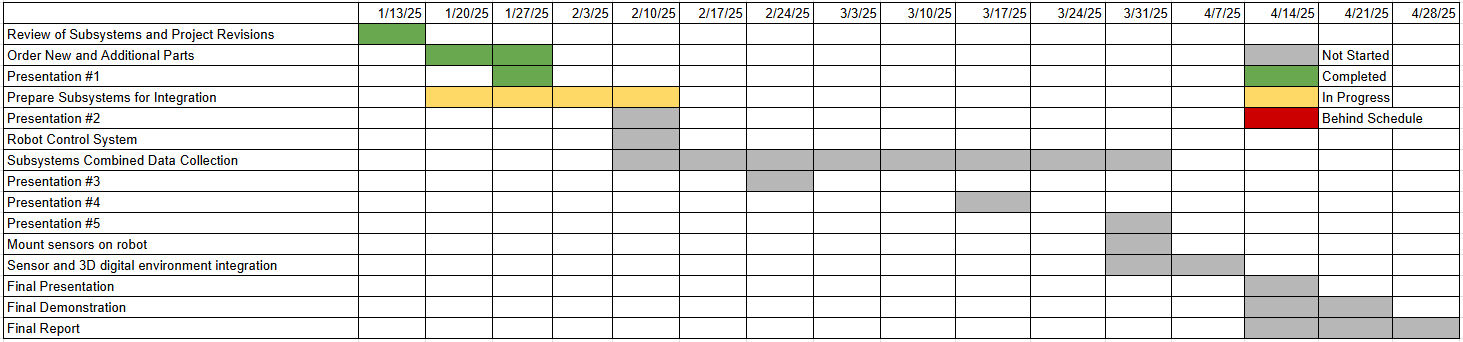 1/13/25 1/20/25 1/27/25 2/3/25 2/10/25 2/17/25 2/24/25 3/3/25 3/10/25 3/17/25 3/24/25 3/31/25 4/7/25 4/14/25 4/21/25 4/28/25
Review of Subsystems and Project Revisions
Order New and Additional Parts Not Started
Presentation #1 Completed
Prepare Subsystems for Integration In Progress
Presentation #2 Behind Schedule
Robot Control System
Subsystems Combined Data Collection
Presentation #3
Presentation #4
Presentation #5
Mount sensors on robot
Sensor and 3D digital environment integration
Final Presentation
Final Demonstration
Final Report